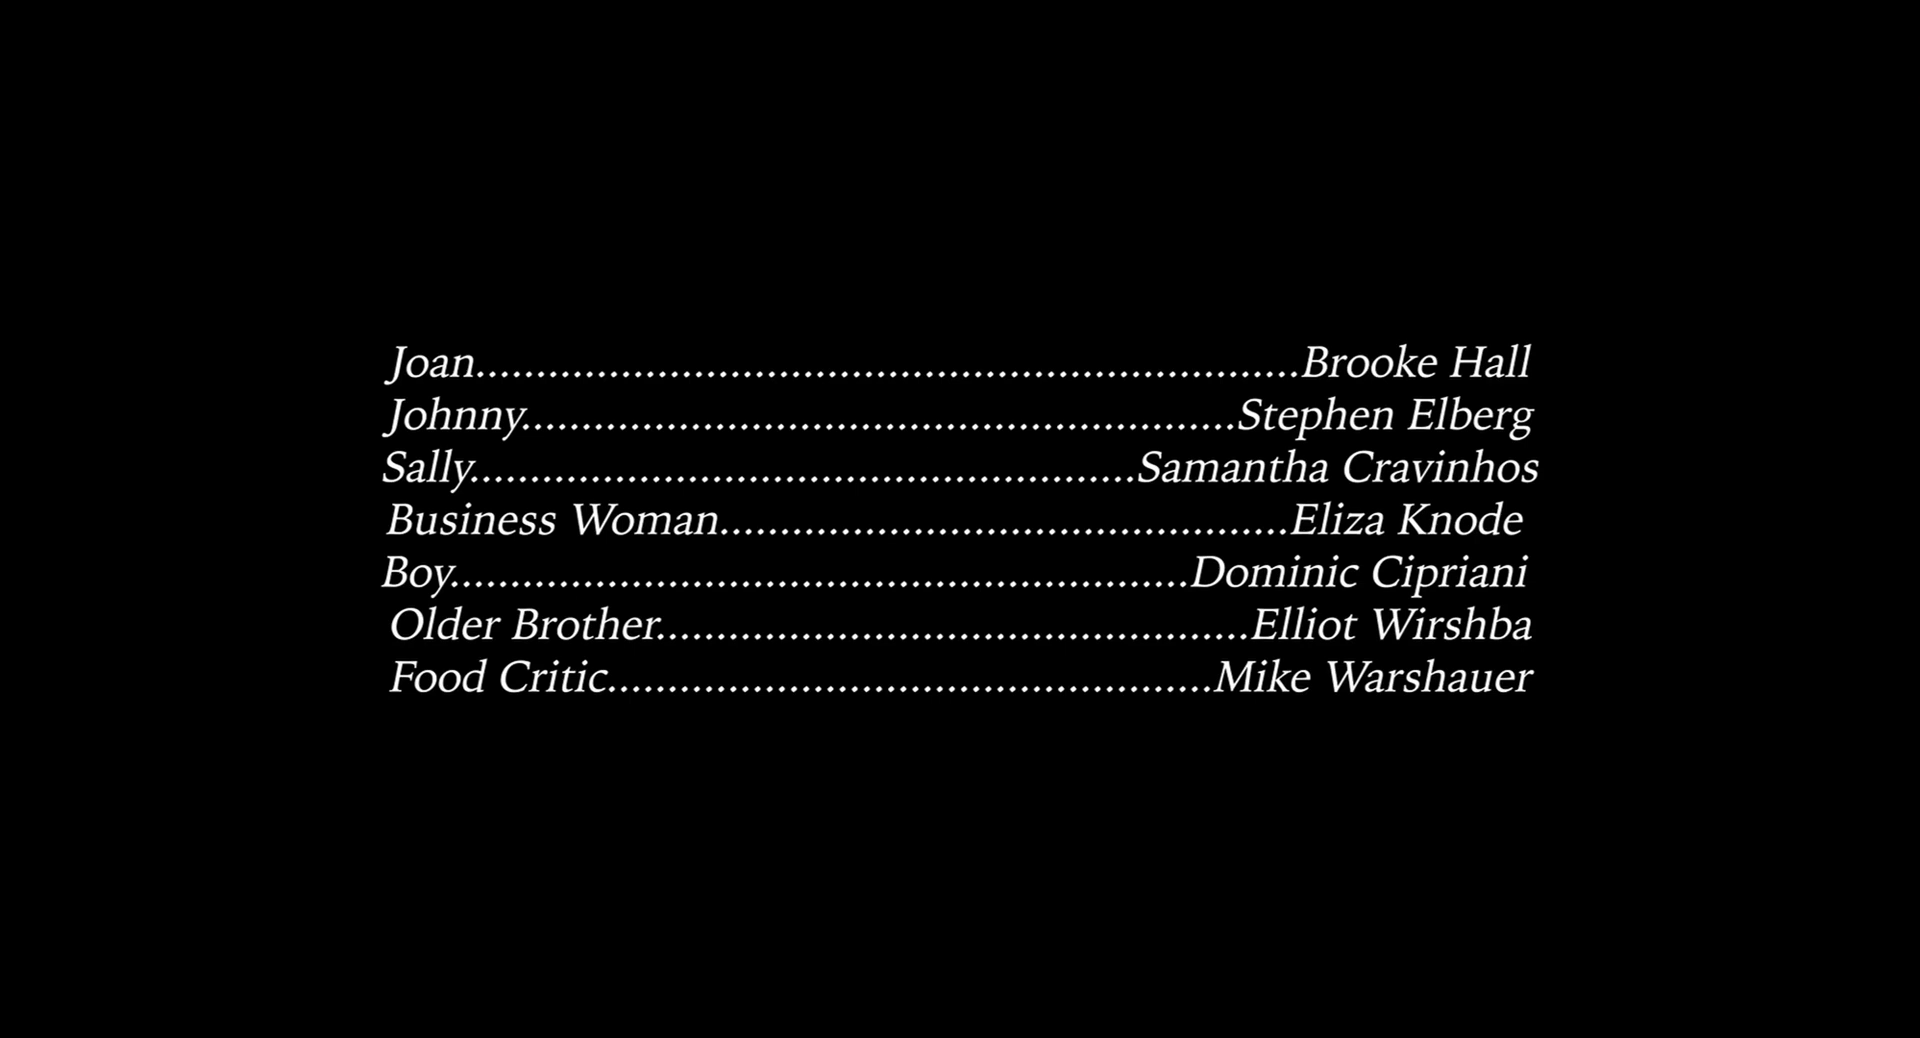 Joan........................................................Brooke Hall
Johnny.................................................Stephen Elberg
Sally..............................................Samantha Cravinhos
Business Woman.......................................Eliza Knode
Boy...................................................Dominic Cipriani
Older Brother.........................................Elliot Wirshba
Food Critic..........................................Mike Warshauer